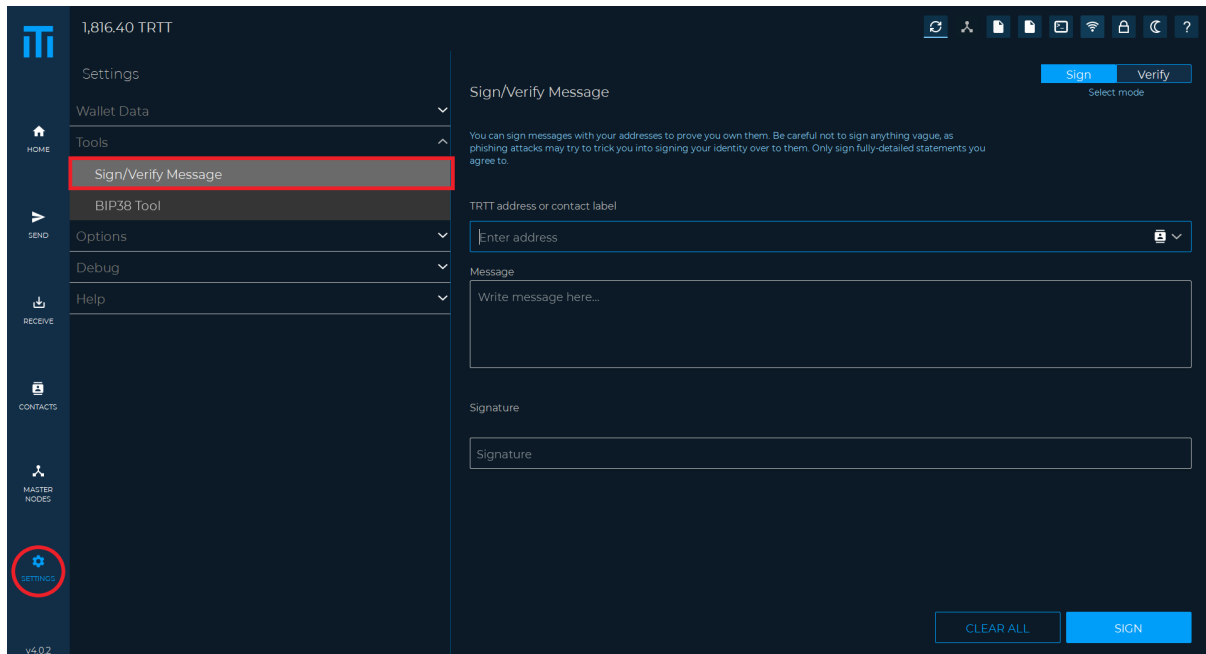 1,816.40 TRTT
?
HOME
SEND
RECEIVE
CONTACTS
MASTER
NODES
SETTINGS
v4.0.2
Settings
Wallet Data
Tools
Sign/Verify Message
BIP38 Tool
Options
Debug
Help
Sign/Verify Message
Sign Verify
Select mode
You can sign messages with your addresses to prove you own them. Be careful not to sign anything vague, as
phishing attacks may try to trick you into signing your identity over to them. Only sign fully-detailed statements you
agree to.
TRTT address or contact label
Enter address
Message
Write message here...
Signature
Signature
CLEAR ALL SIGN